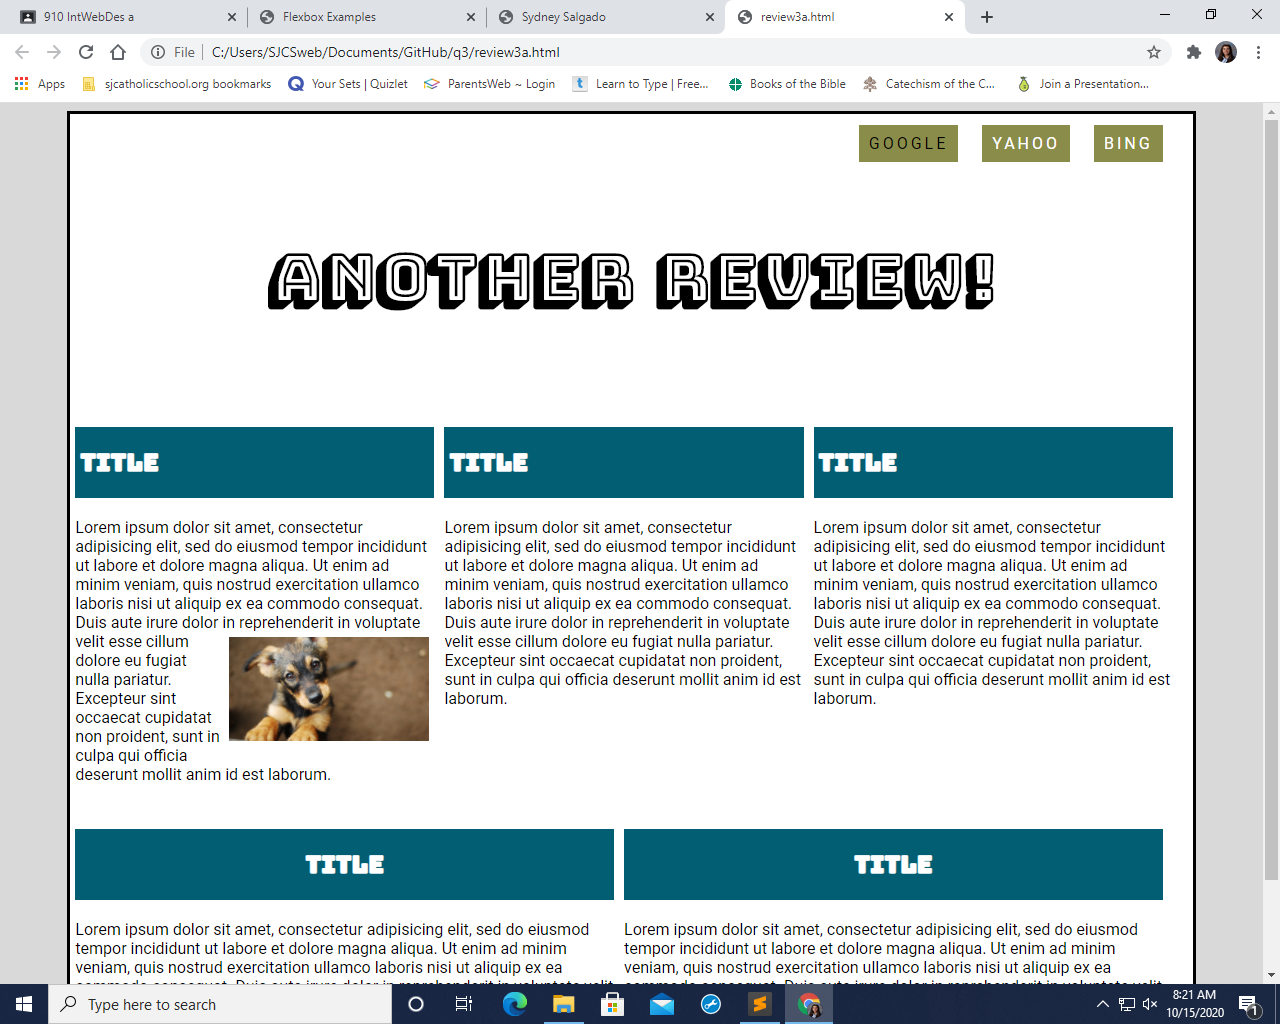 910 IntWebDes a
Flexbox Examples
Sydney Salgado
review3a.html
File
C:/Users/SJCSweb/Documents/GitHub/q3/review3a.html
Apps
sjcatholicschool.org bookmarks
Your Sets | Quizlet
ParentsWeb ~ Login
Learn to Type | Free...
Books of the Bible
Catechism of the C...
Join a Presentation...
GOOGLE
YAHOO
BING
ANOTHER REVIEW!
TITLE
Lorem ipsum dolor sit amet, consectetur
adipisicing elit, sed do eiusmod tempor incididunt
ut labore et dolore magna aliqua. Ut enim ad
minim veniam, quis nostrud exercitation ullamco
laboris nisi ut aliquip ex ea commodo consequat.
Duis aute irure dolor in reprehenderit in voluptate
velit esse cillum
dolore eu fugiat
nulla pariatur.
Excepteur sint
occaecat cupidatat
non proident, sunt in
culpa qui officia
deserunt mollit anim id est laborum.
TITLE
Lorem ipsum dolor sit amet, consectetur
adipisicing elit, sed do eiusmod tempor incididunt
ut labore et dolore magna aliqua. Ut enim ad
minim veniam, quis nostrud exercitation ullamco
laboris nisi ut aliquip ex ea commodo consequat.
Duis aute irure dolor in reprehenderit in voluptate
velit esse cillum dolore eu fugiat nulla pariatur.
Excepteur sint occaecat cupidatat non proident,
sunt in culpa qui officia deserunt mollit anim id est
laborum.
TITLE
Lorem ipsum dolor sit amet, consectetur
adipisicing elit, sed do eiusmod tempor incididunt
ut labore et dolore magna aliqua. Ut enim ad
minim veniam, quis nostrud exercitation ullamco
laboris nisi ut aliquip ex ea commodo consequat.
Duis aute irure dolor in reprehenderit in voluptate
velit esse cillum dolore eu fugiat nulla pariatur.
Excepteur sint occaecat cupidatat non proident,
sunt in culpa qui officia deserunt mollit anim id est
laborum.
TITLE
Lorem ipsum dolor sit amet, consectetur adipisicing elit, sed do eiusmod
tempor incididunt ut labore et dolore magna aliqua. Ut enim ad minim
veniam, quis nostrud exercitation ullamco laboris nisi ut aliquip ex ea
TITLE
Lorem ipsum dolor sit amet, consectetur adipisicing elit, sed do eiusmod
tempor incididunt ut labore et dolore magna aliqua. Ut enim ad minim
veniam, quis nostrud exercitation ullamco laboris nisi ut aliquip ex ea
Type here to search
8:21 AM
10/15/2020
1